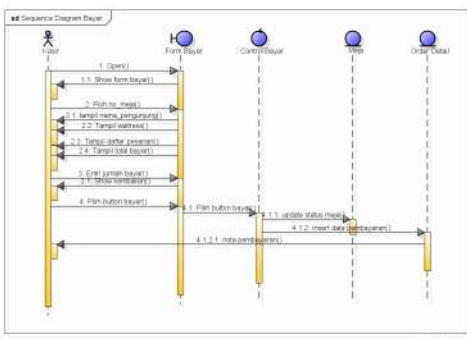 sd Sequence Diagram Bayar
Kasir
Form Bayar
Control Bayar
Meja
Order Detail
1: Open()
1.1: Show form bayar()
2: Pilih no_meja()
2.1: tampil nama_pengunjung()
2.2: Tampil waitress()
2.3: Tampil daftar pesanan()
2.4: Tampil total bayar()
3: Entri jumlah bayar()
3.1: Show kembalian()
4: Pilih button bayar()
4.1: Pilih button bayar()
4.1.1: update status meja()
4.1.2: insert data pembayaran()
4.1.2.1: nota pembayaran()